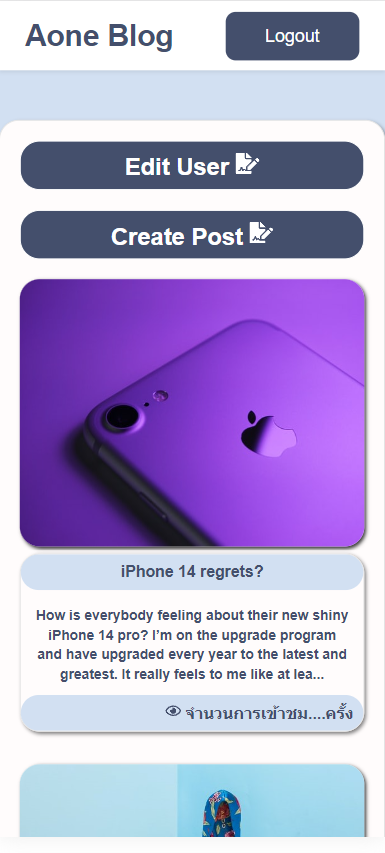 Aone Blog
Logout
Edit User
Create Post
iPhone 14 regrets?
How is everybody feeling about their new shiny
iPhone 14 pro? I’m on the upgrade program
and have upgraded every year to the latest and
greatest. It really feels to me like at lea...
จำนวนการเข้าชม....ครั้ง